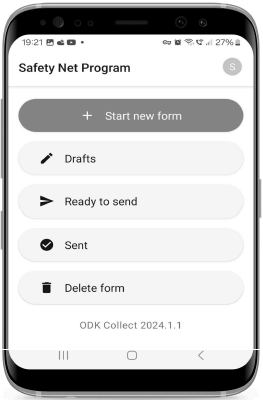 19:21 27%
Safety Net Program
S
+ Start new form
Drafts
Ready to send
Sent
Delete form
ODK Collect 2024.1.1